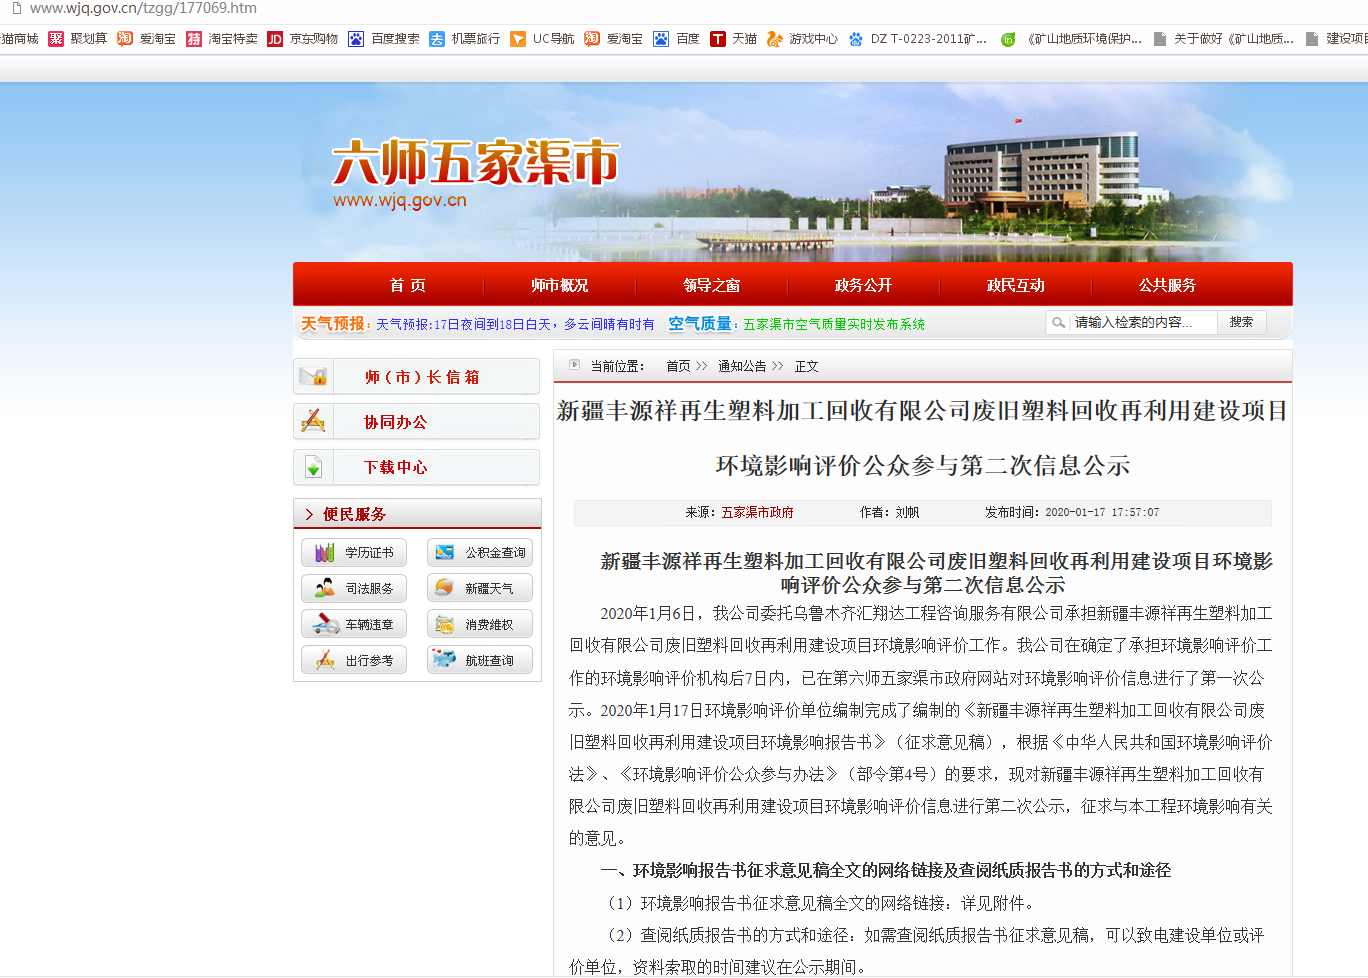 www.wjq.gov.cn/tzgg/177069.htm
猫商城 聚 聚划算 淘 爱淘宝 特 淘宝特卖 JD 京东购物 百度搜索 去 机票旅行 UC导航 淘 爱淘宝 百度 T 天猫 游戏中心 DZ T-0223-2011矿... 《矿山地质环境保护... 关于做好《矿山地质... 建设项目
六师五家渠市
www.wjq.gov.cn
首 页 师市概况 领导之窗 政务公开 政民互动 公共服务
天气预报: 天气预报:17日夜间到18日白天，多云间晴有时有 空气质量: 五家渠市空气质量实时发布系统 请输入检索的内容... 搜索
师（市）长信箱
协同办公
下载中心
便民服务
学历证书 公积金查询
司法服务 新疆天气
车辆违章 消费维权
出行参考 航班查询
当前位置： 首页 >> 通知公告 >> 正文
新疆丰源祥再生塑料加工回收有限公司废旧塑料回收再利用建设项目
环境影响评价公众参与第二次信息公示
来源：五家渠市政府 作者：刘帆 发布时间：2020-01-17 17:57:07
新疆丰源祥再生塑料加工回收有限公司废旧塑料回收再利用建设项目环境影
响评价公众参与第二次信息公示
2020年1月6日，我公司委托乌鲁木齐汇翔达工程咨询服务有限公司承担新疆丰源祥再生塑料加工
回收有限公司废旧塑料回收再利用建设项目环境影响评价工作。我公司在确定了承担环境影响评价工
作的环境影响评价机构后7日内，已在第六师五家渠市政府网站对环境影响评价信息进行了第一次公
示。2020年1月17日环境影响评价单位编制完成了编制的《新疆丰源祥再生塑料加工回收有限公司废
旧塑料回收再利用建设项目环境影响报告书》（征求意见稿），根据《中华人民共和国环境影响评价
法》、《环境影响评价公众参与办法》（部令第4号）的要求，现对新疆丰源祥再生塑料加工回收有
限公司废旧塑料回收再利用建设项目环境影响评价信息进行第二次公示，征求与本工程环境影响有关
的意见。
一、环境影响报告书征求意见稿全文的网络链接及查阅纸质报告书的方式和途径
（1）环境影响报告书征求意见稿全文的网络链接：详见附件。
（2）查阅纸质报告书的方式和途径：如需查阅纸质报告书征求意见稿，可以致电建设单位或评
价单位，资料索取的时间建议在公示期间。